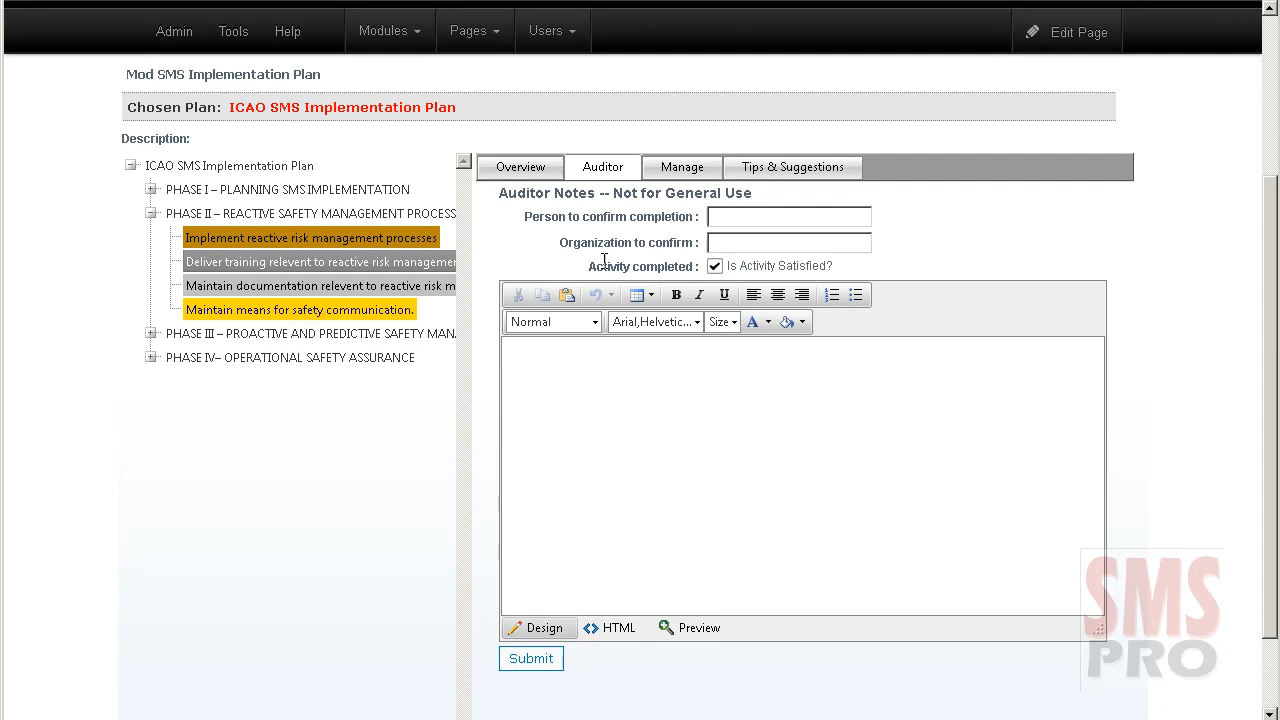 Admin Tools Help Modules Pages Users Edit Page
Mod SMS Implementation Plan
Chosen Plan: ICAO SMS Implementation Plan
Description:
ICAO SMS Implementation Plan
PHASE I – PLANNING SMS IMPLEMENTATION
PHASE II – REACTIVE SAFETY MANAGEMENT PROCESS
Implement reactive risk management processes
Deliver training relevent to reactive risk managemen
Maintain documentation relevent to reactive risk m
Maintain means for safety communication.
PHASE III – PROACTIVE AND PREDICTIVE SAFETY MAN
PHASE IV– OPERATIONAL SAFETY ASSURANCE
Overview Auditor Manage Tips & Suggestions
Auditor Notes -- Not for General Use
Person to confirm completion :
Organization to confirm :
Activity completed : Is Activity Satisfied?
B I U
Normal Arial,Helvetic... Size A
Design HTML Preview
Submit
SMS
PRO